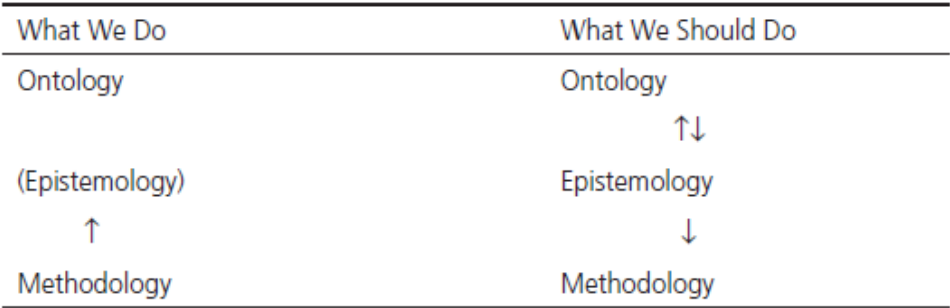 What We Do What We Should Do
Ontology Ontology
↑↓
(Epistemology) Epistemology
↑ ↓
Methodology Methodology